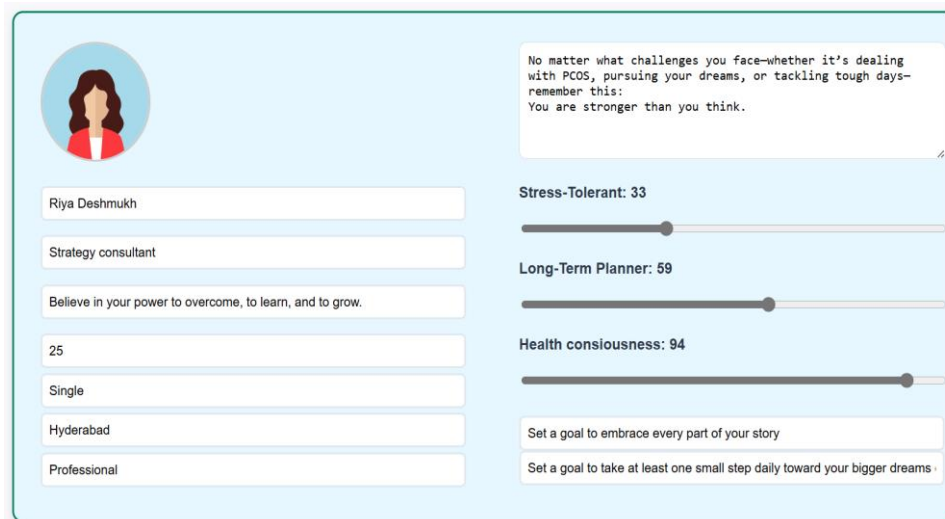 Riya Deshmukh
Strategy consultant
Believe in your power to overcome, to learn, and to grow.
25
Single
Hyderabad
Professional
No matter what challenges you face—whether it's dealing
with PCOS, pursuing your dreams, or tackling tough days—
remember this:
You are stronger than you think.
Stress-Tolerant: 33
Long-Term Planner: 59
Health consiousness: 94
Set a goal to embrace every part of your story
Set a goal to take at least one small step daily toward your bigger dreams